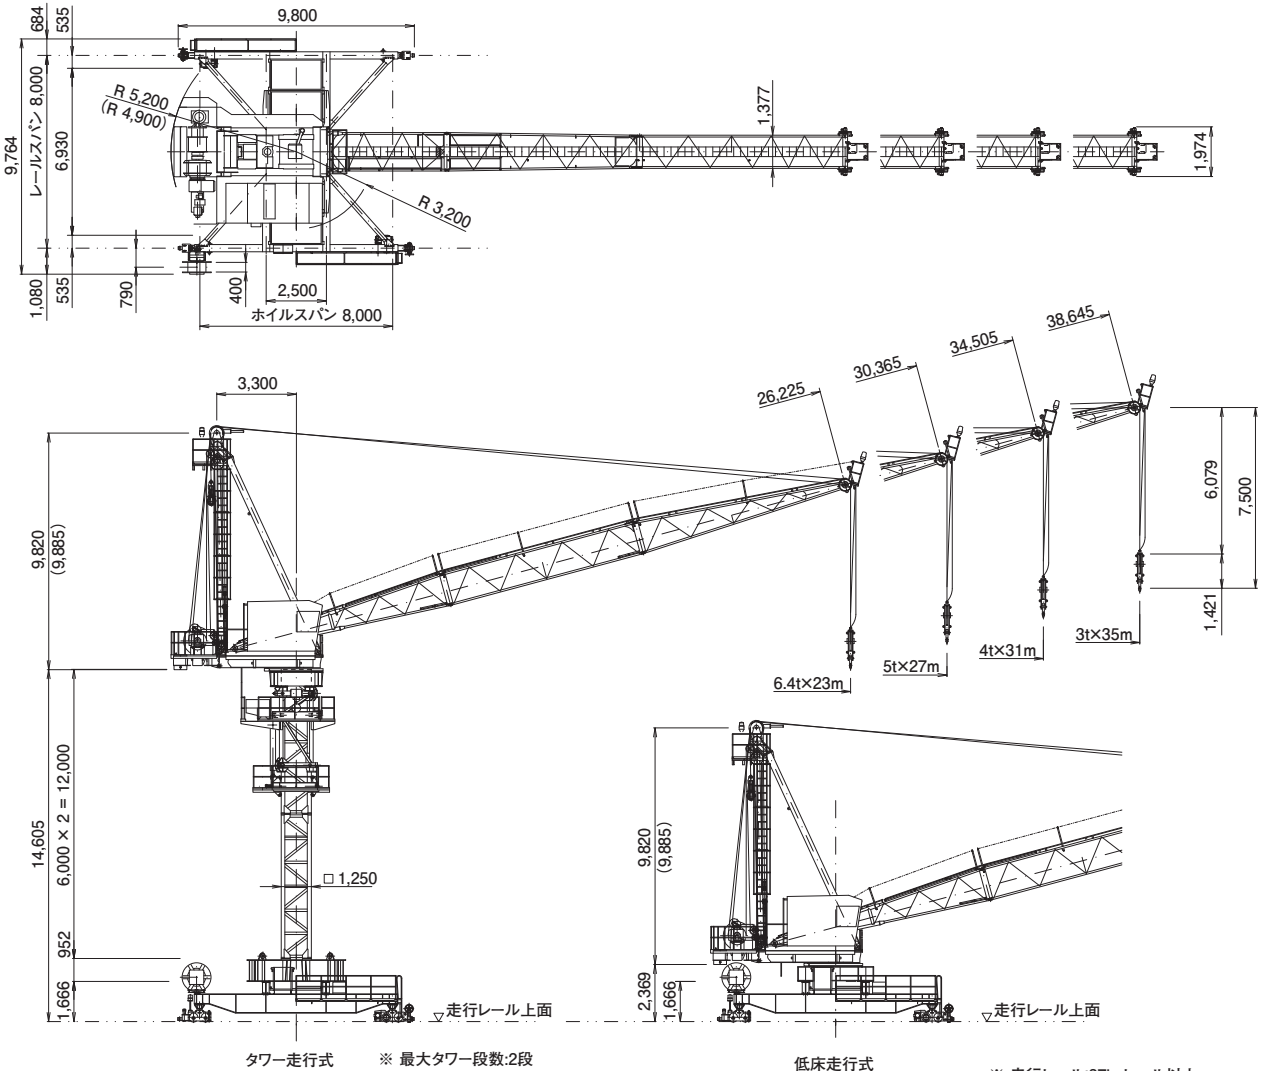 684
535
9,800
9,764
レールスパン 8,000
6,930
R 5,200
(R 4,900)
1,377
1,974
R 3,200
1,080
535
790
400
2,500
ホイルスパン 8,000
3,300
26,225
30,365
34,505
38,645
9,820
(9,885)
6,079
7,500
1,421
6.4t×23m
5t×27m
4t×31m
3t×35m
14,605
6,000 × 2 = 12,000
952
1,666
□ 1,250
▽走行レール上面
タワー走行式
※ 最大タワー段数:2段
9,820
(9,885)
2,369
1,666
▽走行レール上面
低床走行式